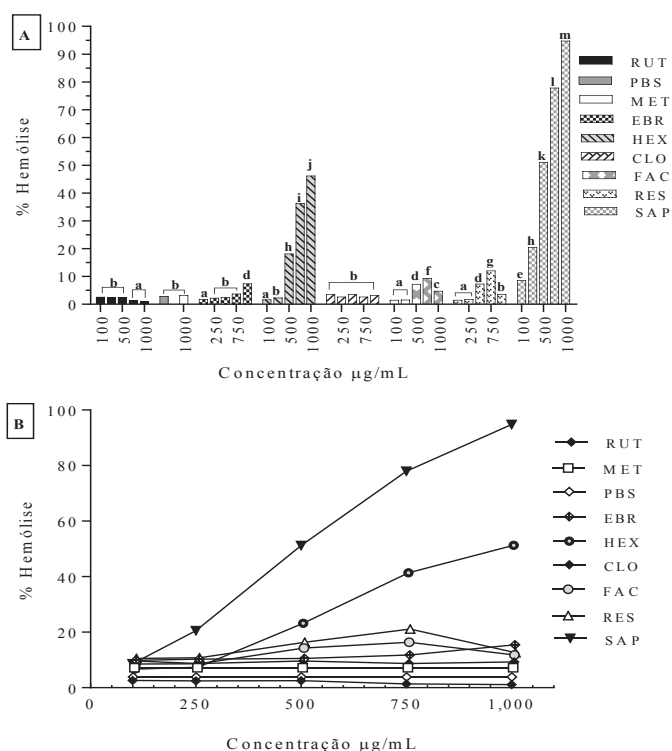 A
% Hemólise
100
90
80
70
60
50
40
30
20
10
0
b a
b
a b d
a b h i j
b
a d f c
a d g b
e h k l m
100 500 1000
1000
250 750
100 500 1000
250 750
100 500 1000
250 750
100 500 1000
Concentração µg/mL
RUT
PBS
MET
EBR
HEX
CLO
FAC
RES
SAP
B
% Hemólise
100
80
60
40
20
0
0 250 500 750 1,000
Concentração µg/mL
RUT
MET
PBS
EBR
HEX
CLO
FAC
RES
SAP